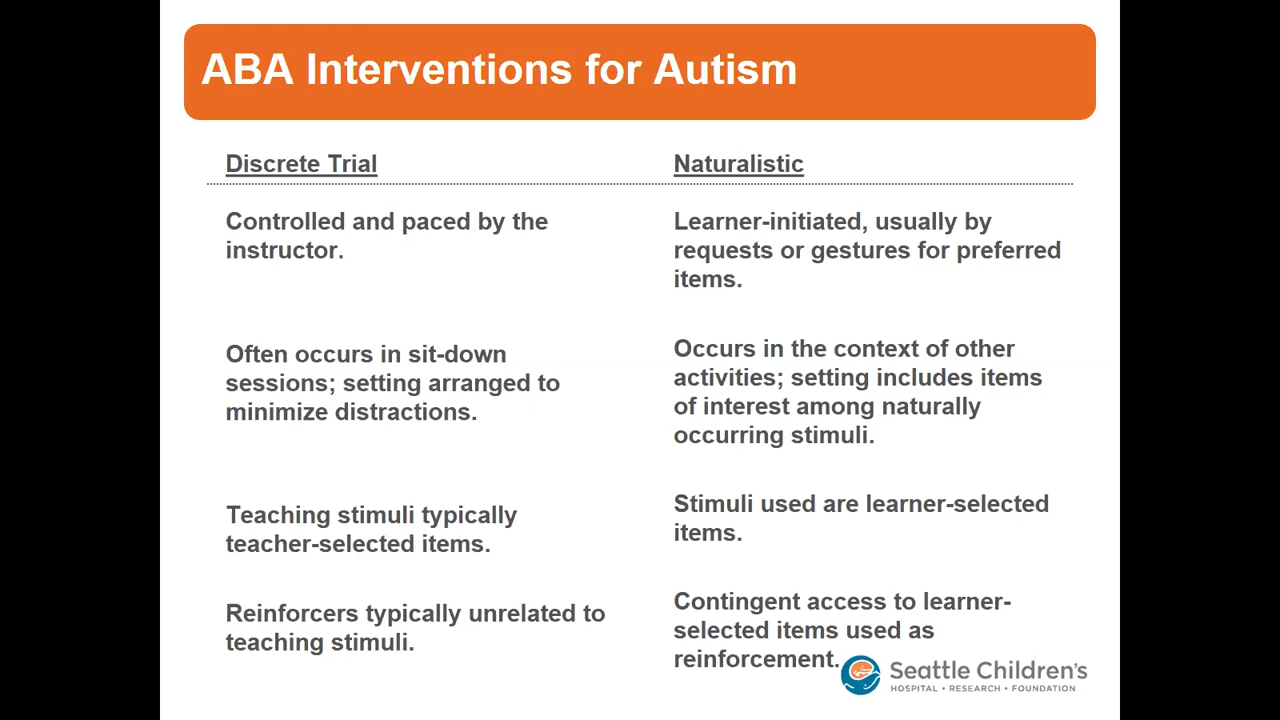 ABA Interventions for Autism
Discrete Trial
Naturalistic
Controlled and paced by the
instructor.
Learner-initiated, usually by
requests or gestures for preferred
items.
Often occurs in sit-down
sessions; setting arranged to
minimize distractions.
Occurs in the context of other
activities; setting includes items
of interest among naturally
occurring stimuli.
Teaching stimuli typically
teacher-selected items.
Stimuli used are learner-selected
items.
Reinforcers typically unrelated to
teaching stimuli.
Contingent access to learner-
selected items used as
reinforcement.
Seattle Children's
HOSPITAL • RESEARCH • FOUNDATION